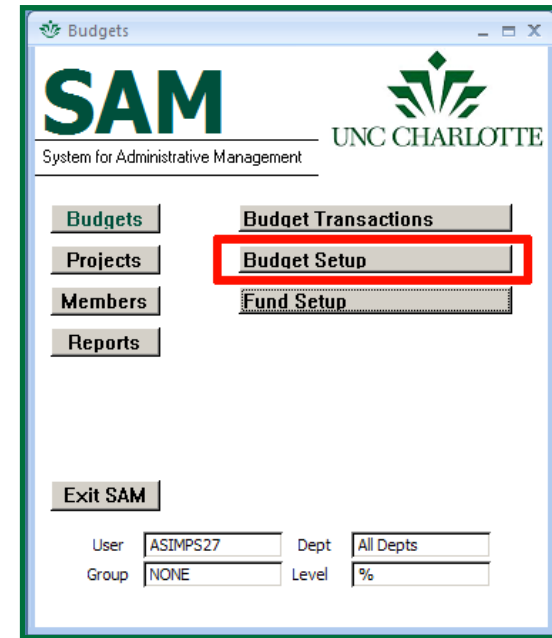 Budgets
SAM
System for Administrative Management
UNC CHARLOTTE
Budgets
Budget Transactions
Projects
Budget Setup
Members
Fund Setup
Reports
Exit SAM
User ASIMPS27 Dept All Depts
Group NONE Level %